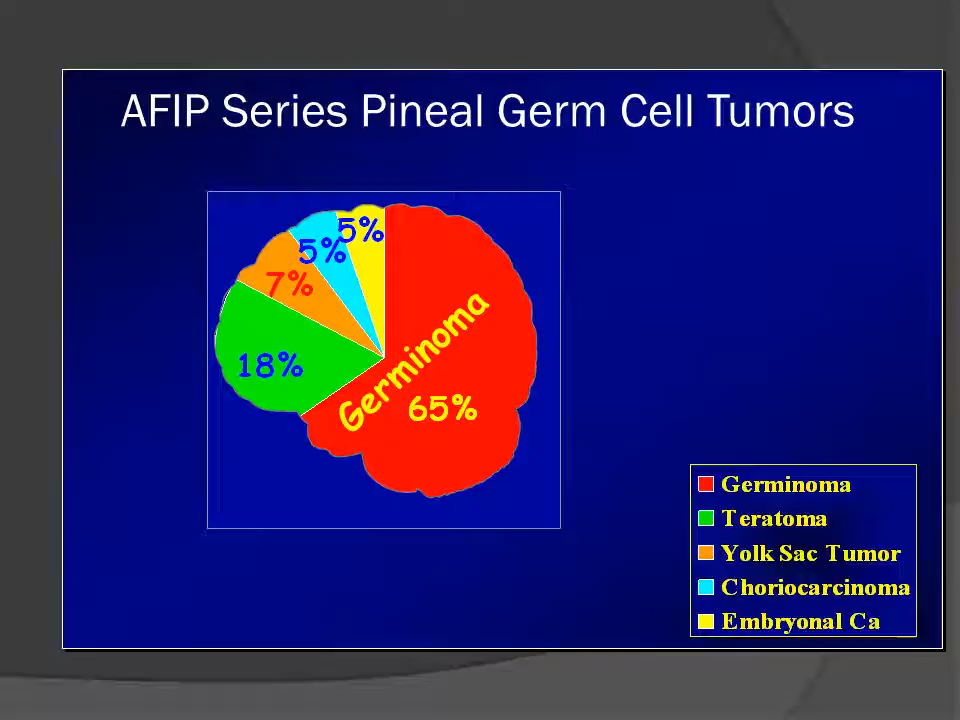 AFIP Series Pineal Germ Cell Tumors
5%
5%
7%
18%
Germinoma
65%
Germinoma
Teratoma
Yolk Sac Tumor
Choriocarcinoma
Embryonal Ca